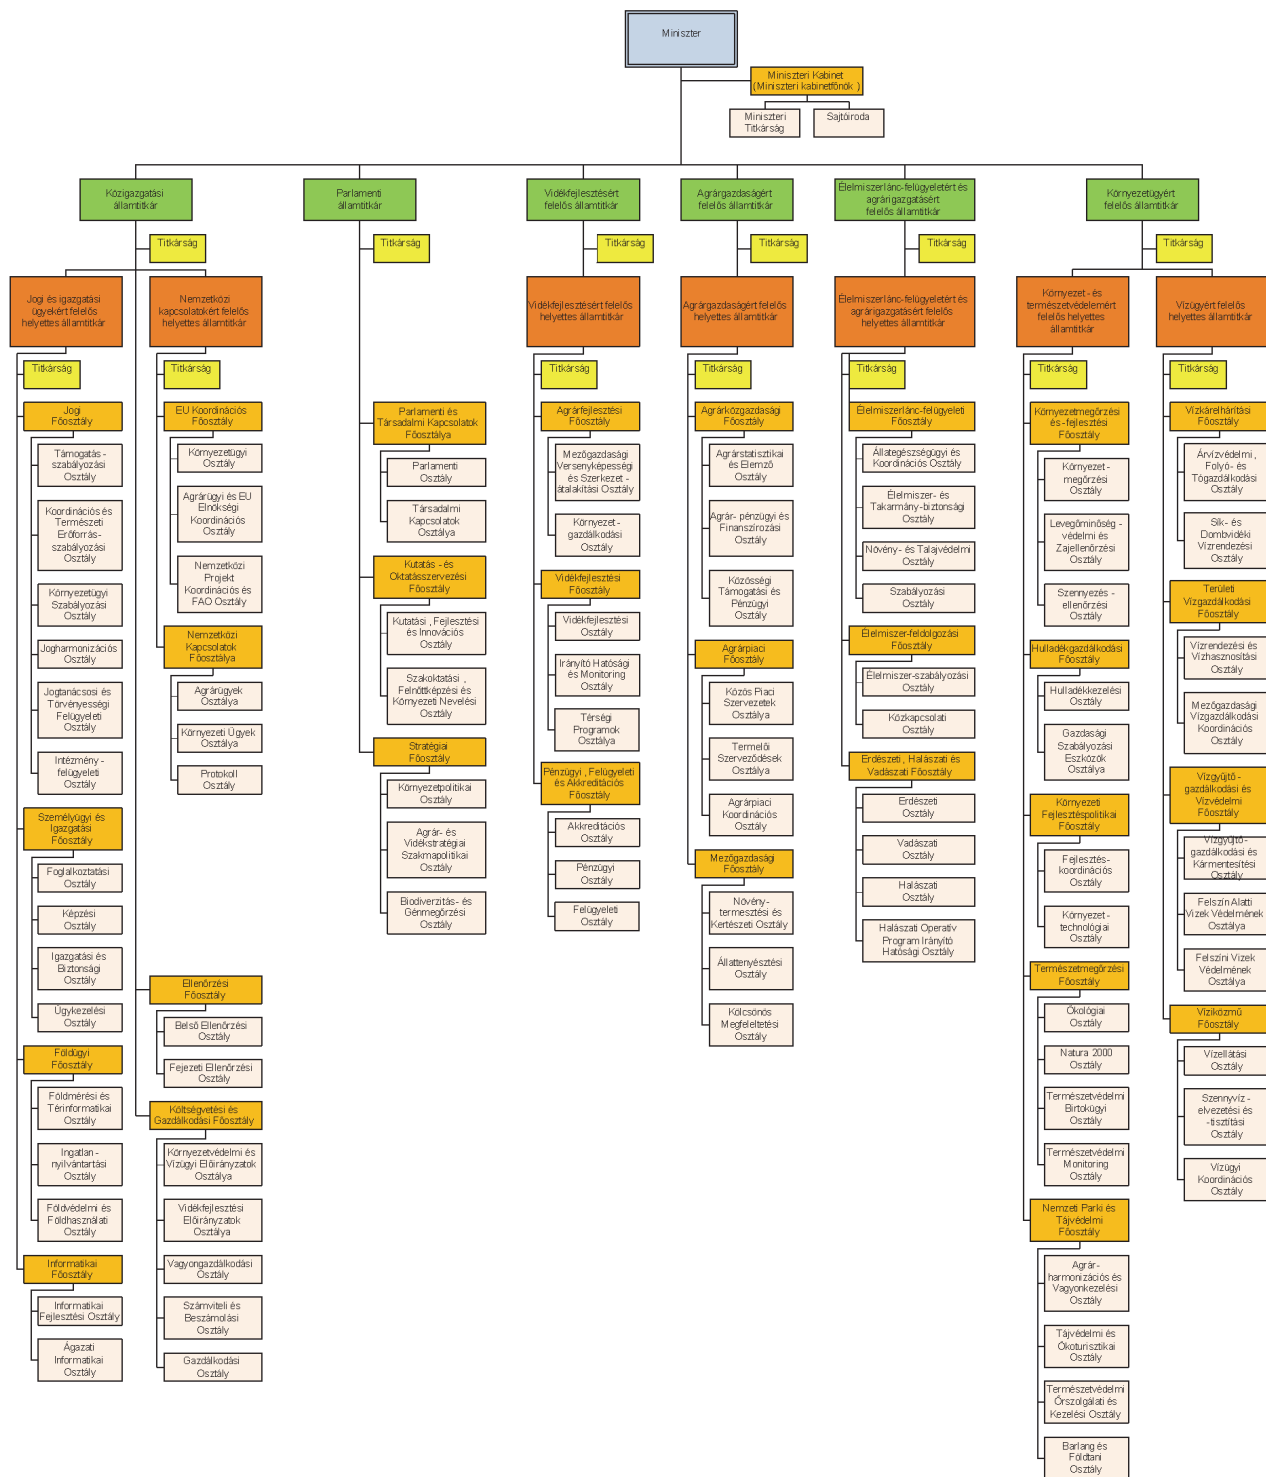 Miniszter
Miniszteri Kabinet
(Miniszteri kabinetfőnök )
Miniszteri
Titkárság
Sajtóiroda
Közigazgatási
államtitkár
Titkárság
Jogi és igazgatási
ügyekért felelős
helyettes államtitkár
Titkárság
Jogi
Főosztály
Támogatás -
szabályozási
Osztály
Koordinációs és
Természeti
Erőforrás-
szabályozási
Osztály
Környezetügyi
Szabályozási
Osztály
Jogharmonizációs
Osztály
Jogtanácsosi és
Törvényességi
Felügyeleti
Osztály
Intézmény -
felügyeleti
Osztály
Személyügyi és
Igazgatási
Főosztály
Foglalkoztatási
Osztály
Képzési
Osztály
Igazgatási és
Biztonsági
Osztály
Ügykezelési
Osztály
Földügyi
Főosztály
Földmérési és
Térinformatikai
Osztály
Ingatlan -
nyilvántartási
Osztály
Földvédelmi és
Földhasználati
Osztály
Informatikai
Főosztály
Informatikai
Fejlesztési Osztály
Ágazati
Informatikai
Osztály
Nemzetközi
kapcsolatokért felelős
helyettes államtitkár
Titkárság
EU Koordinációs
Főosztály
Környezetügyi
Osztály
Agrárügyi és EU
Elnökségi
Koordinációs
Osztály
Nemzetközi
Projekt
Koordinációs és
FAO Osztály
Nemzetközi
Kapcsolatok
Főosztálya
Agrárügyek
Osztálya
Környezeti Ügyek
Osztálya
Protokoll
Osztály
Ellenőrzési
Főosztály
Belső Ellenőrzési
Osztály
Fejezeti Ellenőrzési
Osztály
Költségvetési és
Gazdálkodási Főosztály
Környezetvédelmi és
Vízügyi Előirányzatok
Osztálya
Vidékfejlesztési
Előirányzatok
Osztálya
Vagyongazdálkodási
Osztály
Számviteli és
Beszámolási
Osztály
Gazdálkodási
Osztály
Parlamenti
államtitkár
Titkárság
Parlamenti és
Társadalmi Kapcsolatok
Főosztálya
Parlamenti
Osztály
Társadalmi
Kapcsolatok
Osztálya
Kutatás - és
Oktatásszervezési
Főosztály
Kutatási , Fejlesztési
és Innovációs
Osztály
Szakoktatási ,
Felnőttképzési és
Környezeti Nevelési
Osztály
Stratégiai
Főosztály
Környezetpolitikai
Osztály
Agrár- és
Vidékstratégiai
Szakmapolitikai
Osztály
Biodiverzitás- és
Génmegőrzési
Osztály
Vidékfejlesztésért
felelős államtitkár
Titkárság
Vidékfejlesztésért felelős
helyettes államtitkár
Titkárság
Agrárfejlesztési
Főosztály
Mezőgazdasági
Versenyképességi
és Szerkezet -
átalakítási Osztály
Környezet -
gazdálkodási
Osztály
Vidékfejlesztési
Főosztály
Vidékfejlesztési
Osztály
Irányító Hatósági
és Monitoring
Osztály
Térségi
Programok
Osztálya
Pénzügyi , Felügyeleti
és Akkreditációs
Főosztály
Akkreditációs
Osztály
Pénzügyi
Osztály
Felügyeleti
Osztály
Agrárgazdaságért
felelős államtitkár
Titkárság
Agrárgazdaságért felelős
helyettes államtitkár
Titkárság
Agrárközgazdasági
Főosztály
Agrárstatisztikai
és Elemző
Osztály
Agrár- pénzügyi és
Finanszírozási
Osztály
Közösségi
Támogatási és
Pénzügyi
Osztály
Agrárpiaci
Főosztály
Közös Piaci
Szervezetek
Osztálya
Termelői
Szerveződések
Osztálya
Agrárpiaci
Koordinációs
Osztály
Mezőgazdasági
Főosztály
Növény-
termesztési és
Kertészeti Osztály
Állattenyésztési
Osztály
Kölcsönös
Megfeleltetési
Osztály
Élelmiszerlánc-felügyeletért és
agrárigazgatásért
felelős államtitkár
Titkárság
Élelmiszerlánc-felügyeletért és
agrárigazgatásért felelős
helyettes államtitkár
Titkárság
Élelmiszerlánc-felügyeleti
Főosztály
Állategészségügyi és
Koordinációs Osztály
Élelmiszer- és
Takarmány-biztonsági
Osztály
Növény- és Talajvédelmi
Osztály
Szabályozási
Osztály
Élelmiszer-feldolgozási
Főosztály
Élelmiszer-szabályozási
Osztály
Közkapcsolati
Osztály
Erdészeti , Halászati és
Vadászati Főosztály
Erdészeti
Osztály
Vadászati
Osztály
Halászati
Osztály
Halászati Operatív
Program Irányító
Hatósági Osztály
Környezetügyért
felelős államtitkár
Titkárság
Környezet - és
természetvédelemért
felelős helyettes
államtitkár
Titkárság
Környezetmegőrzési
és -fejlesztési
Főosztály
Környezet -
megőrzési
Osztály
Levegőminőség -
védelmi és
Zajellenőrzési
Osztály
Szennyezés -
ellenőrzési
Osztály
Hulladékgazdálkodási
Főosztály
Hulladékkezelési
Osztály
Gazdasági
Szabályozási
Eszközök
Osztálya
Környezeti
Fejlesztéspolitikai
Főosztály
Fejlesztés-
koordinációs
Osztály
Környezet -
technológiai
Osztály
Természetmegőrzési
Főosztály
Ökológiai
Osztály
Natura 2000
Osztály
Természetvédelmi
Birtokügyi
Osztály
Természetvédelmi
Monitoring
Osztály
Nemzeti Parki és
Tájvédelmi
Főosztály
Agrár-
harmonizációs és
Vagyonkezelési
Osztály
Tájvédelmi és
Ökoturisztikai
Osztály
Természetvédelmi
Őrszolgálati és
Kezelési Osztály
Barlang és
Földtani
Osztály
Vízügyért felelős
helyettes államtitkár
Titkárság
Vízkárelhárítási
Főosztály
Árvízvédelmi ,
Folyó- és
Tógazdálkodási
Osztály
Sík- és
Dombvidéki
Vízrendezési
Osztály
Területi
Vízgazdálkodási
Főosztály
Vízrendezési és
Vízhasznosítási
Osztály
Mezőgazdasági
Vízgazdálkodási
Koordinációs
Osztály
Vízgyűjtő -
gazdálkodási és
Vízvédelmi
Főosztály
Vízgyűjtő-
gazdálkodási és
Kármentesítési
Osztály
Felszín Alatti
Vizek Védelmének
Osztálya
Felszíni Vizek
Védelmének
Osztálya
Víziközmű
Főosztály
Vízellátási
Osztály
Szennyvíz -
elvezetési és
-tisztítási
Osztály
Vízügyi
Koordinációs
Osztály